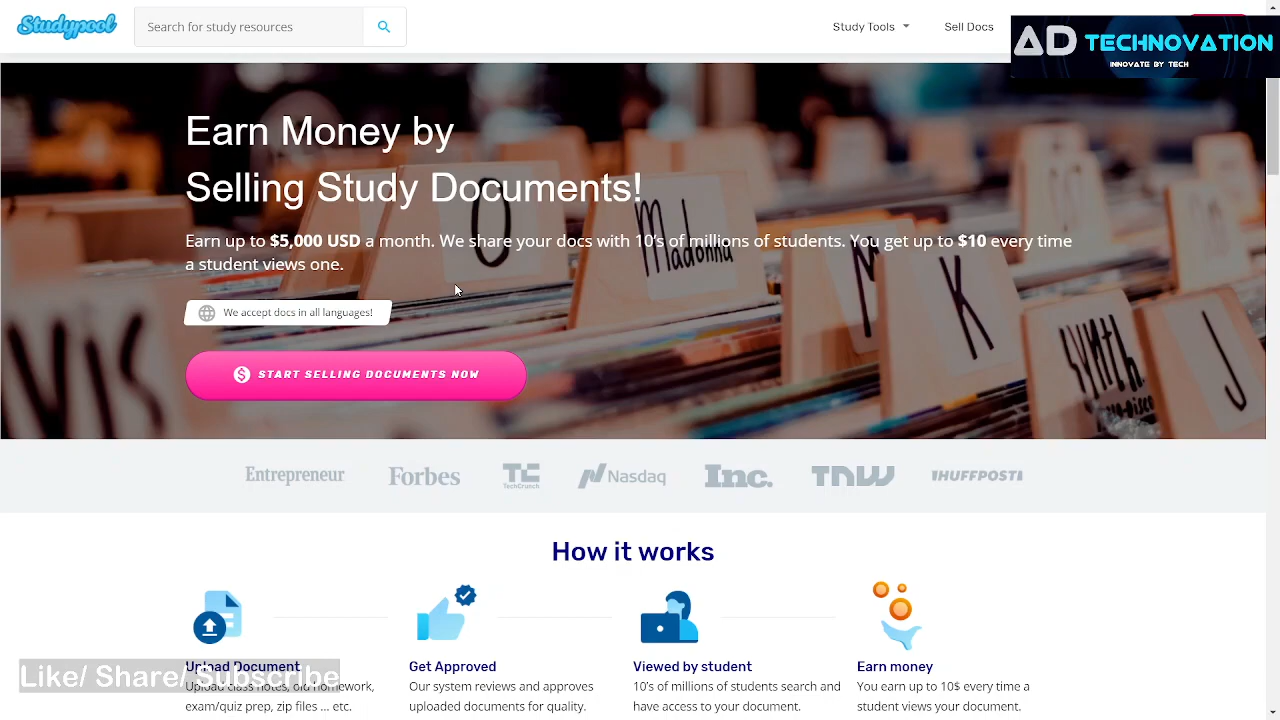 Studypool
Search for study resources
Study Tools
Sell Docs
AD TECHNOVATION
INNOVATE BY TECH
Earn Money by
Selling Study Documents!
Earn up to $5,000 USD a month. We share your docs with 10's of millions of students. You get up to $10 every time
a student views one.
We accept docs in all languages!
START SELLING DOCUMENTS NOW
VIS
O
Madonna
N
K
Synth
J
Entrepreneur
Forbes
TC
TechCrunch
Nasdaq
Inc.
TNW
IHUFFPOSTI
How it works
Upload Document
Upload class notes, old homework,
exam/quiz prep, zip files ... etc.
Get Approved
Our system reviews and approves
uploaded documents for quality.
Viewed by student
10's of millions of students search and
have access to your document.
Earn money
You earn up to 10$ every time a
student views your document.
Like/ Share/ Subscribe